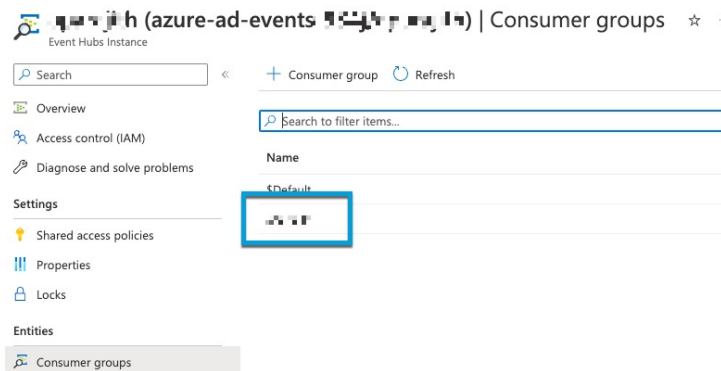 h (azure-ad-events ) | Consumer groups
Event Hubs Instance
Search
Consumer group
Refresh
Overview
Search to filter items...
Access control (IAM)
Diagnose and solve problems
Name
$Default
Settings
Shared access policies
Properties
Locks
Entities
Consumer groups